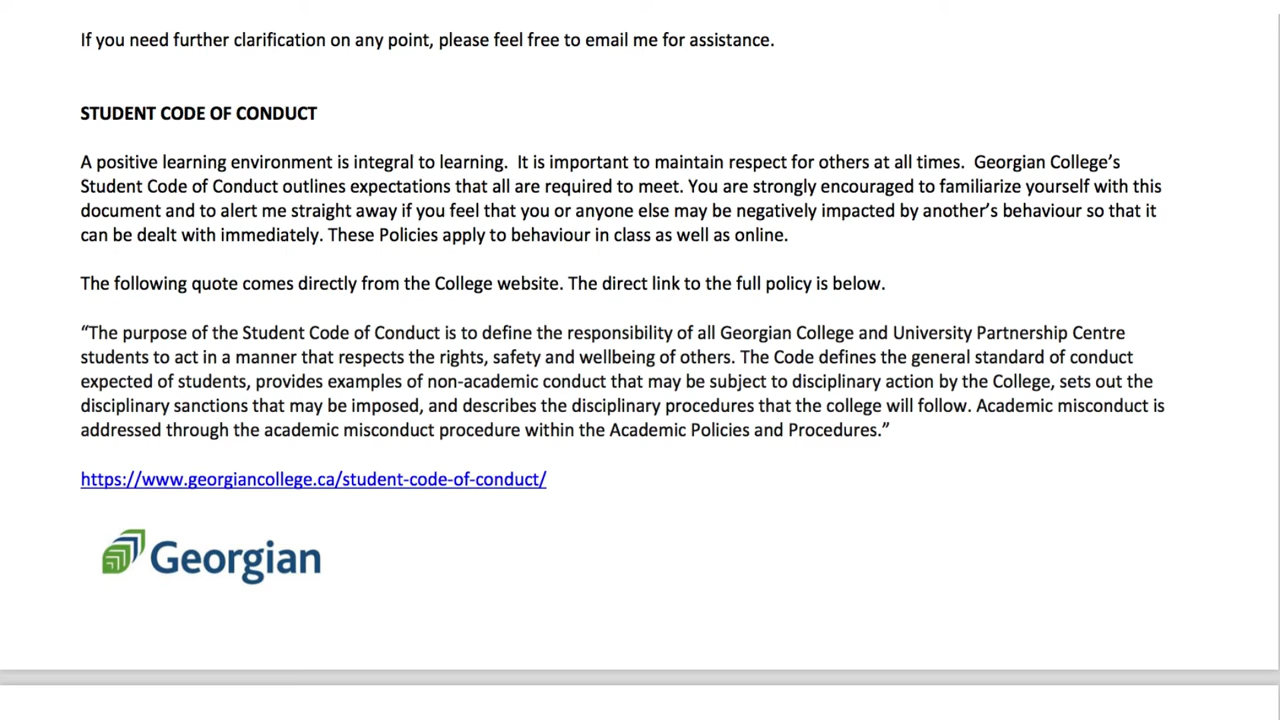 If you need further clarification on any point, please feel free to email me for assistance.
STUDENT CODE OF CONDUCT
A positive learning environment is integral to learning.  It is important to maintain respect for others at all times.  Georgian College’s
Student Code of Conduct outlines expectations that all are required to meet. You are strongly encouraged to familiarize yourself with this
document and to alert me straight away if you feel that you or anyone else may be negatively impacted by another’s behaviour so that it
can be dealt with immediately. These Policies apply to behaviour in class as well as online.
The following quote comes directly from the College website. The direct link to the full policy is below.
“The purpose of the Student Code of Conduct is to define the responsibility of all Georgian College and University Partnership Centre
students to act in a manner that respects the rights, safety and wellbeing of others. The Code defines the general standard of conduct
expected of students, provides examples of non-academic conduct that may be subject to disciplinary action by the College, sets out the
disciplinary sanctions that may be imposed, and describes the disciplinary procedures that the college will follow. Academic misconduct is
addressed through the academic misconduct procedure within the Academic Policies and Procedures.”
https://www.georgiancollege.ca/student-code-of-conduct/
Georgian